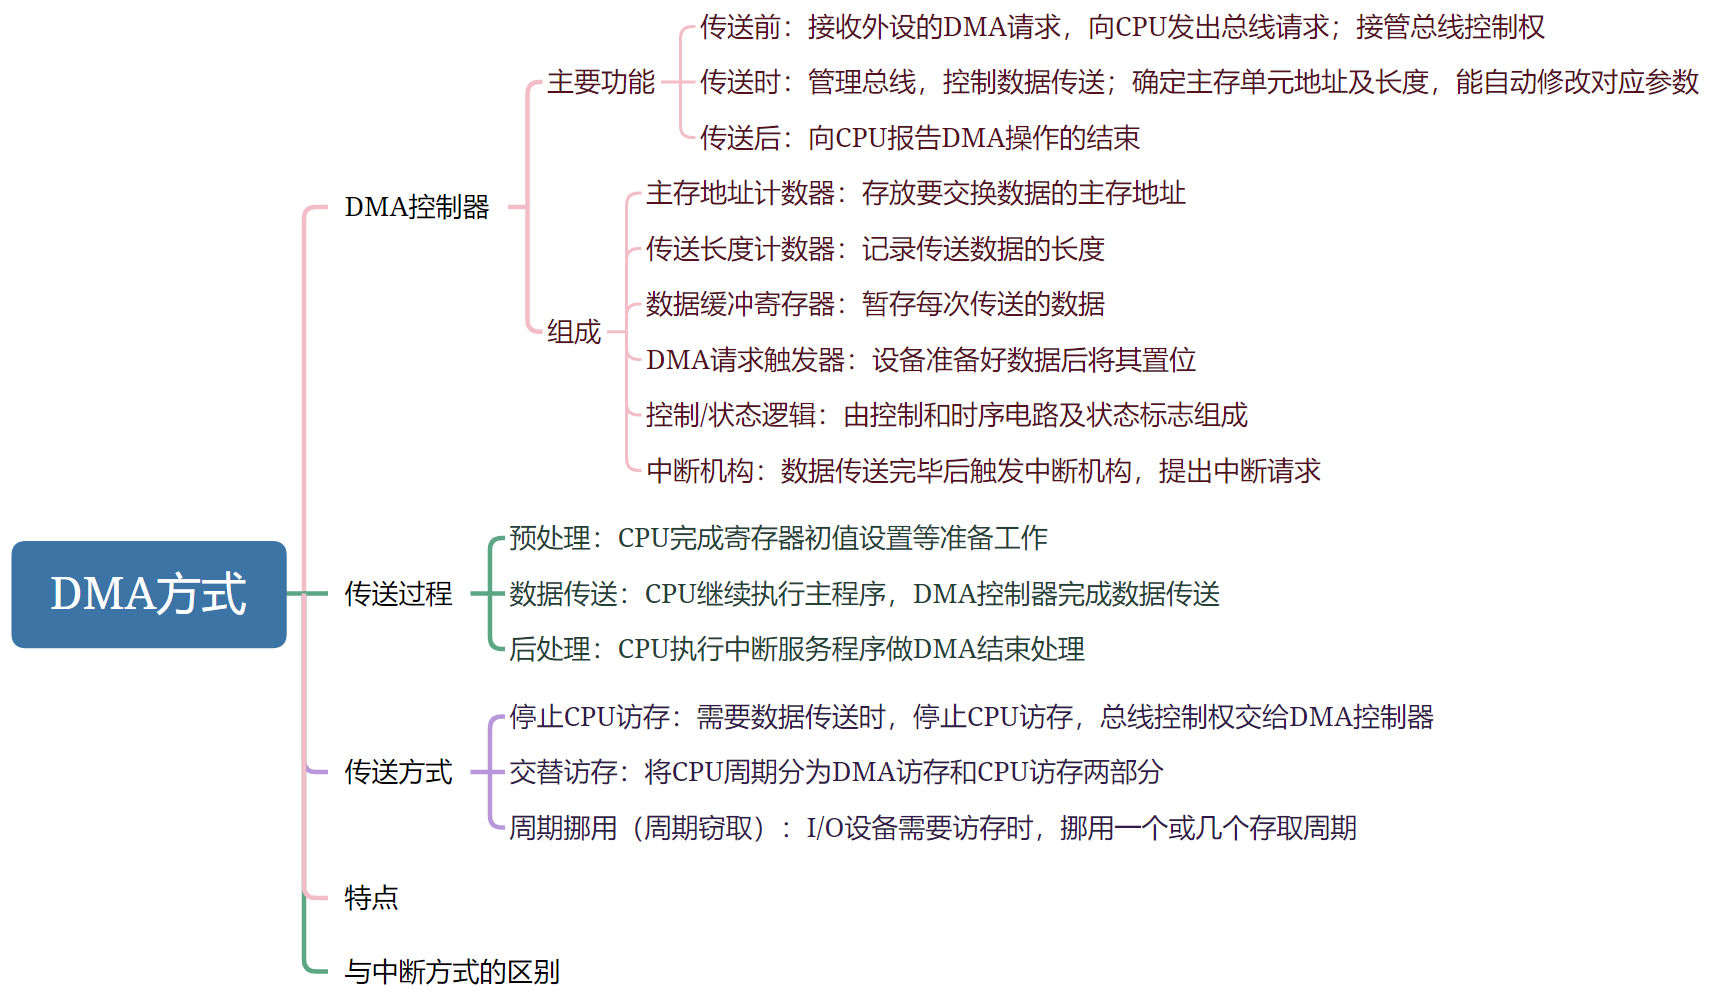 DMA方式
DMA控制器
主要功能
传送前：接收外设的DMA请求，向CPU发出总线请求；接管总线控制权
传送时：管理总线，控制数据传送；确定主存单元地址及长度，能自动修改对应参数
传送后：向CPU报告DMA操作的结束
组成
主存地址计数器：存放要交换数据的主存地址
传送长度计数器：记录传送数据的长度
数据缓冲寄存器：暂存每次传送的数据
DMA请求触发器：设备准备好数据后将其置位
控制/状态逻辑：由控制和时序电路及状态标志组成
中断机构：数据传送完毕后触发中断机构，提出中断请求
传送过程
预处理：CPU完成寄存器初值设置等准备工作
数据传送：CPU继续执行主程序，DMA控制器完成数据传送
后处理：CPU执行中断服务程序做DMA结束处理
传送方式
停止CPU访存：需要数据传送时，停止CPU访存，总线控制权交给DMA控制器
交替访存：将CPU周期分为DMA访存和CPU访存两部分
周期挪用（周期窃取）：I/O设备需要访存时，挪用一个或几个存取周期
特点
与中断方式的区别